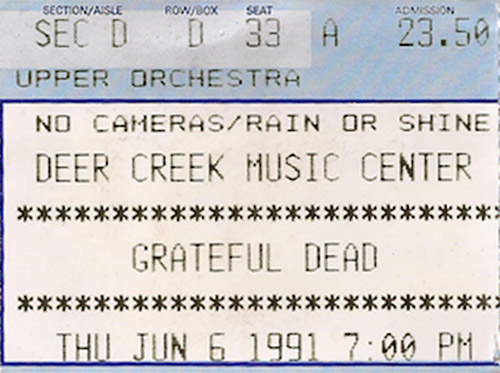 SECTION/AISLE ROW/BOX SEAT ADMISSION
SEC D D 33 A 23.50
UPPER ORCHESTRA
NO CAMERAS/RAIN OR SHINE
DEER CREEK MUSIC CENTER
************************************
GRATEFUL DEAD
************************************
THU JUN 6 1991 7:00 PM